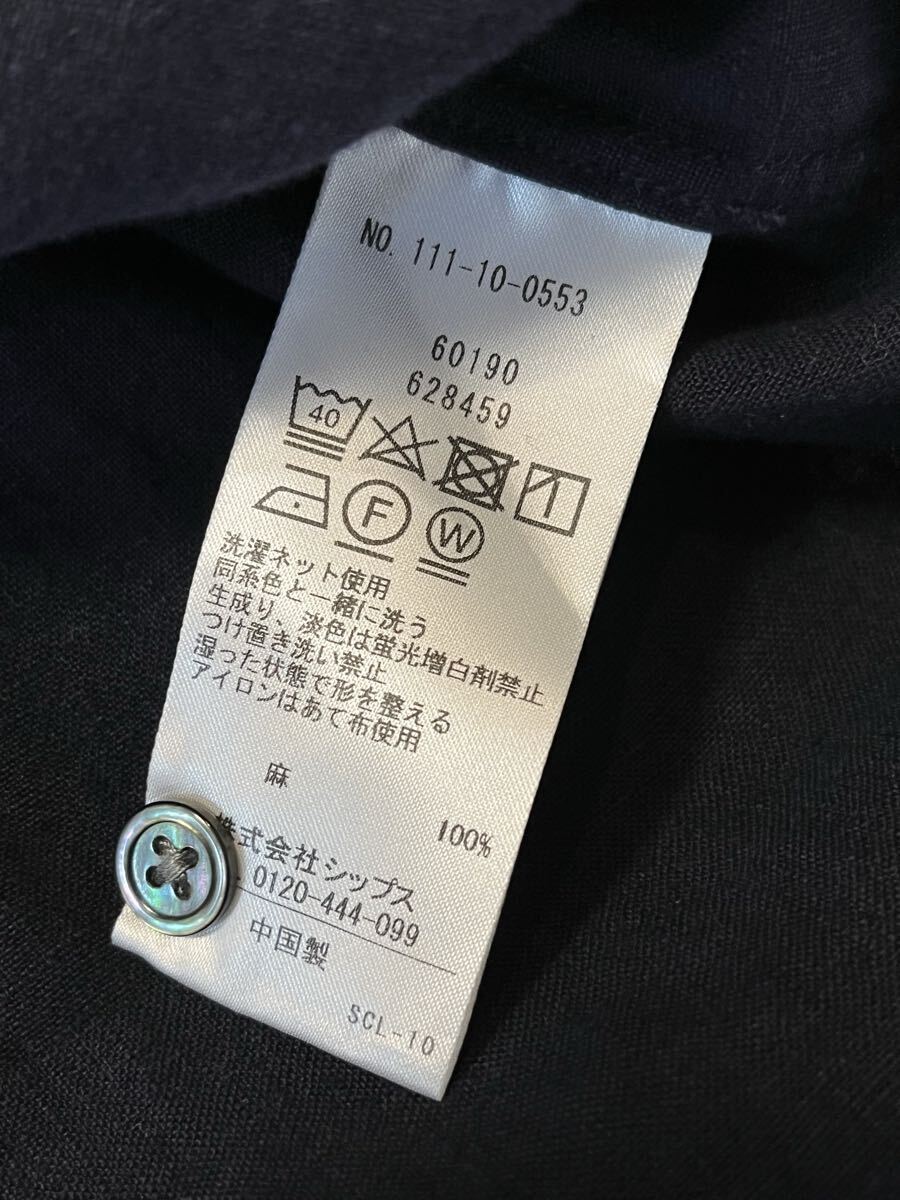 NO. 111-10-0553
60190
628459
40
F
W
洗濯ネット使用
同系色と一緒に洗う
生成り、淡色は蛍光増白剤禁止
つけ置き洗い禁止
湿った状態で形を整える
アイロンはあて布使用
麻 100%
株式会社シップス
0120-444-099
中国製
SCL-10